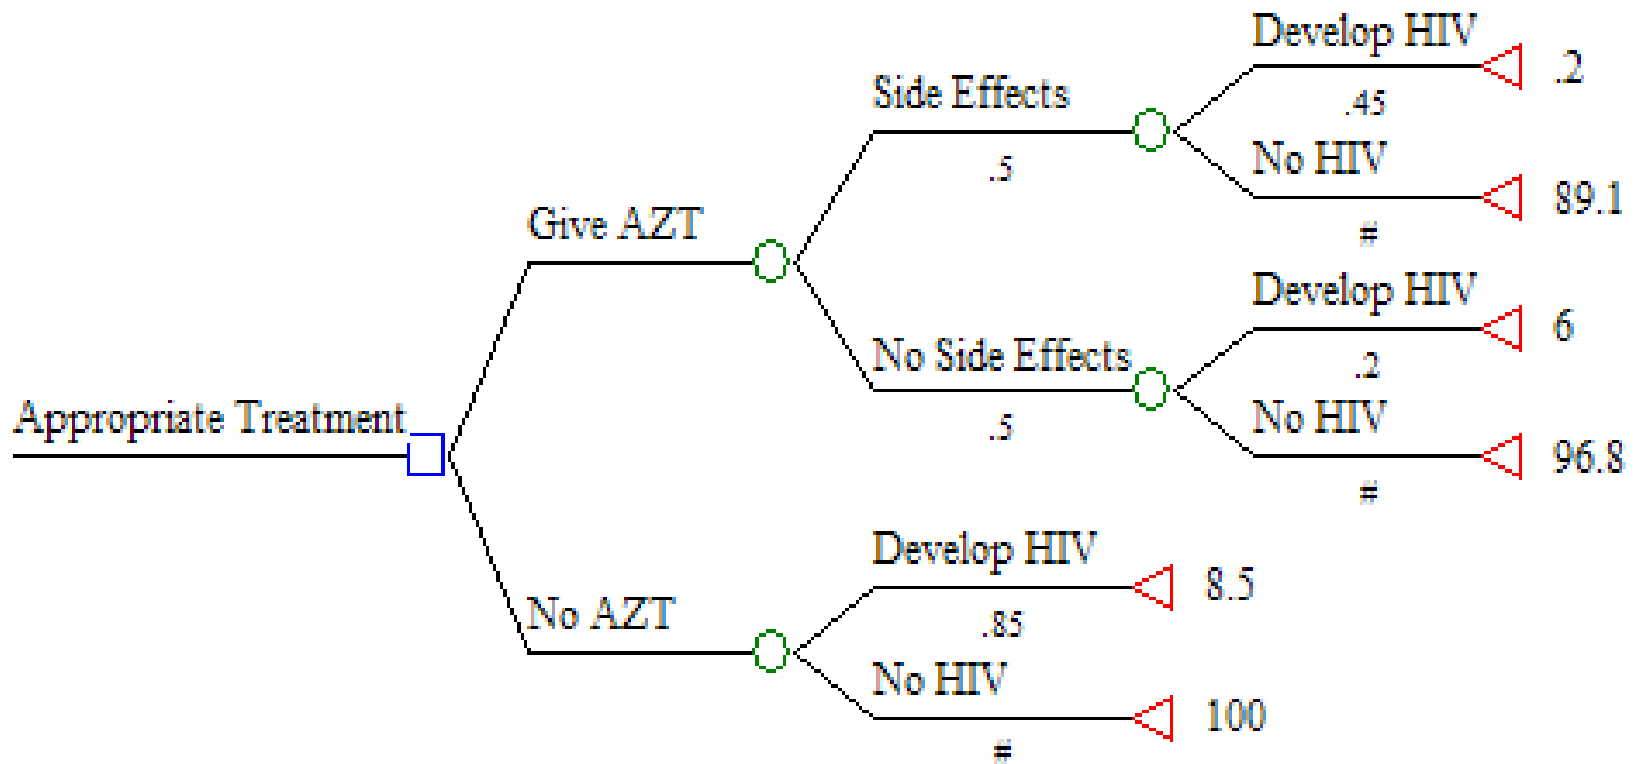 Develop HIV
.2
Side Effects
.45
No HIV
.5
89.1
Give AZT
#
Develop HIV
6
No Side Effects
.2
Appropriate Treatment
No HIV
.5
96.8
#
Develop HIV
8.5
No AZT
.85
No HIV
100
#